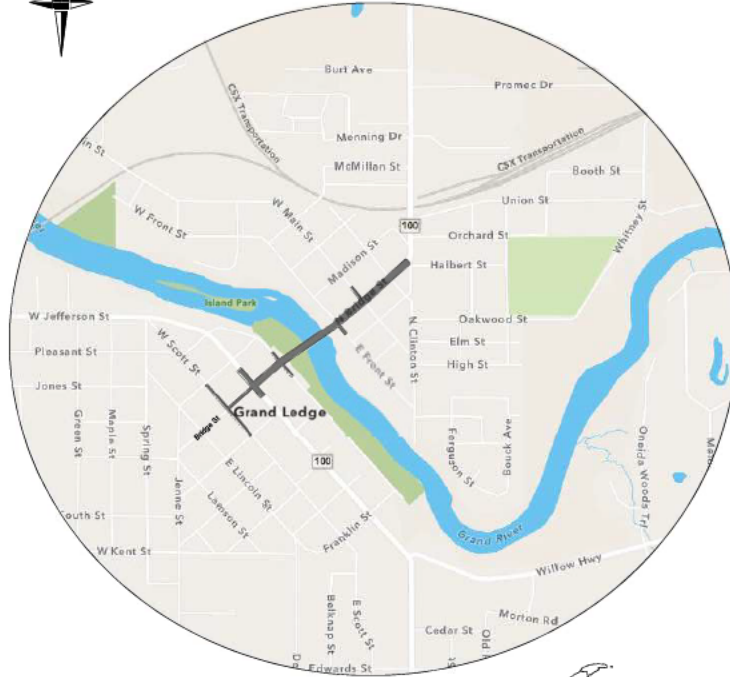 Burt Ave
Promec Dr
CSX Transportation
Menning Dr
CSX Transportation
McMillan St
Booth St
in St
Union St
W Front St
W Main St
Whitney St
100
Orchard St
Madison St
Halbert St
Island Park
N Bridge St
W Jefferson St
Oakwood St
N Clinton St
W Scott St
Elm St
Pleasant St
E Front St
High St
Jones St
Grand Ledge
Bridge St
Green St
Maple St
Spring St
Bouck Ave
Ferguson St
Oneida Woods Trl
E Lincoln St
100
Jenne St
Lamson St
South St
Franklin St
Grand River
W Kent St
Willow Hwy
Belknap St
E Scott St
Morton Rd
Cedar St
Edwards St